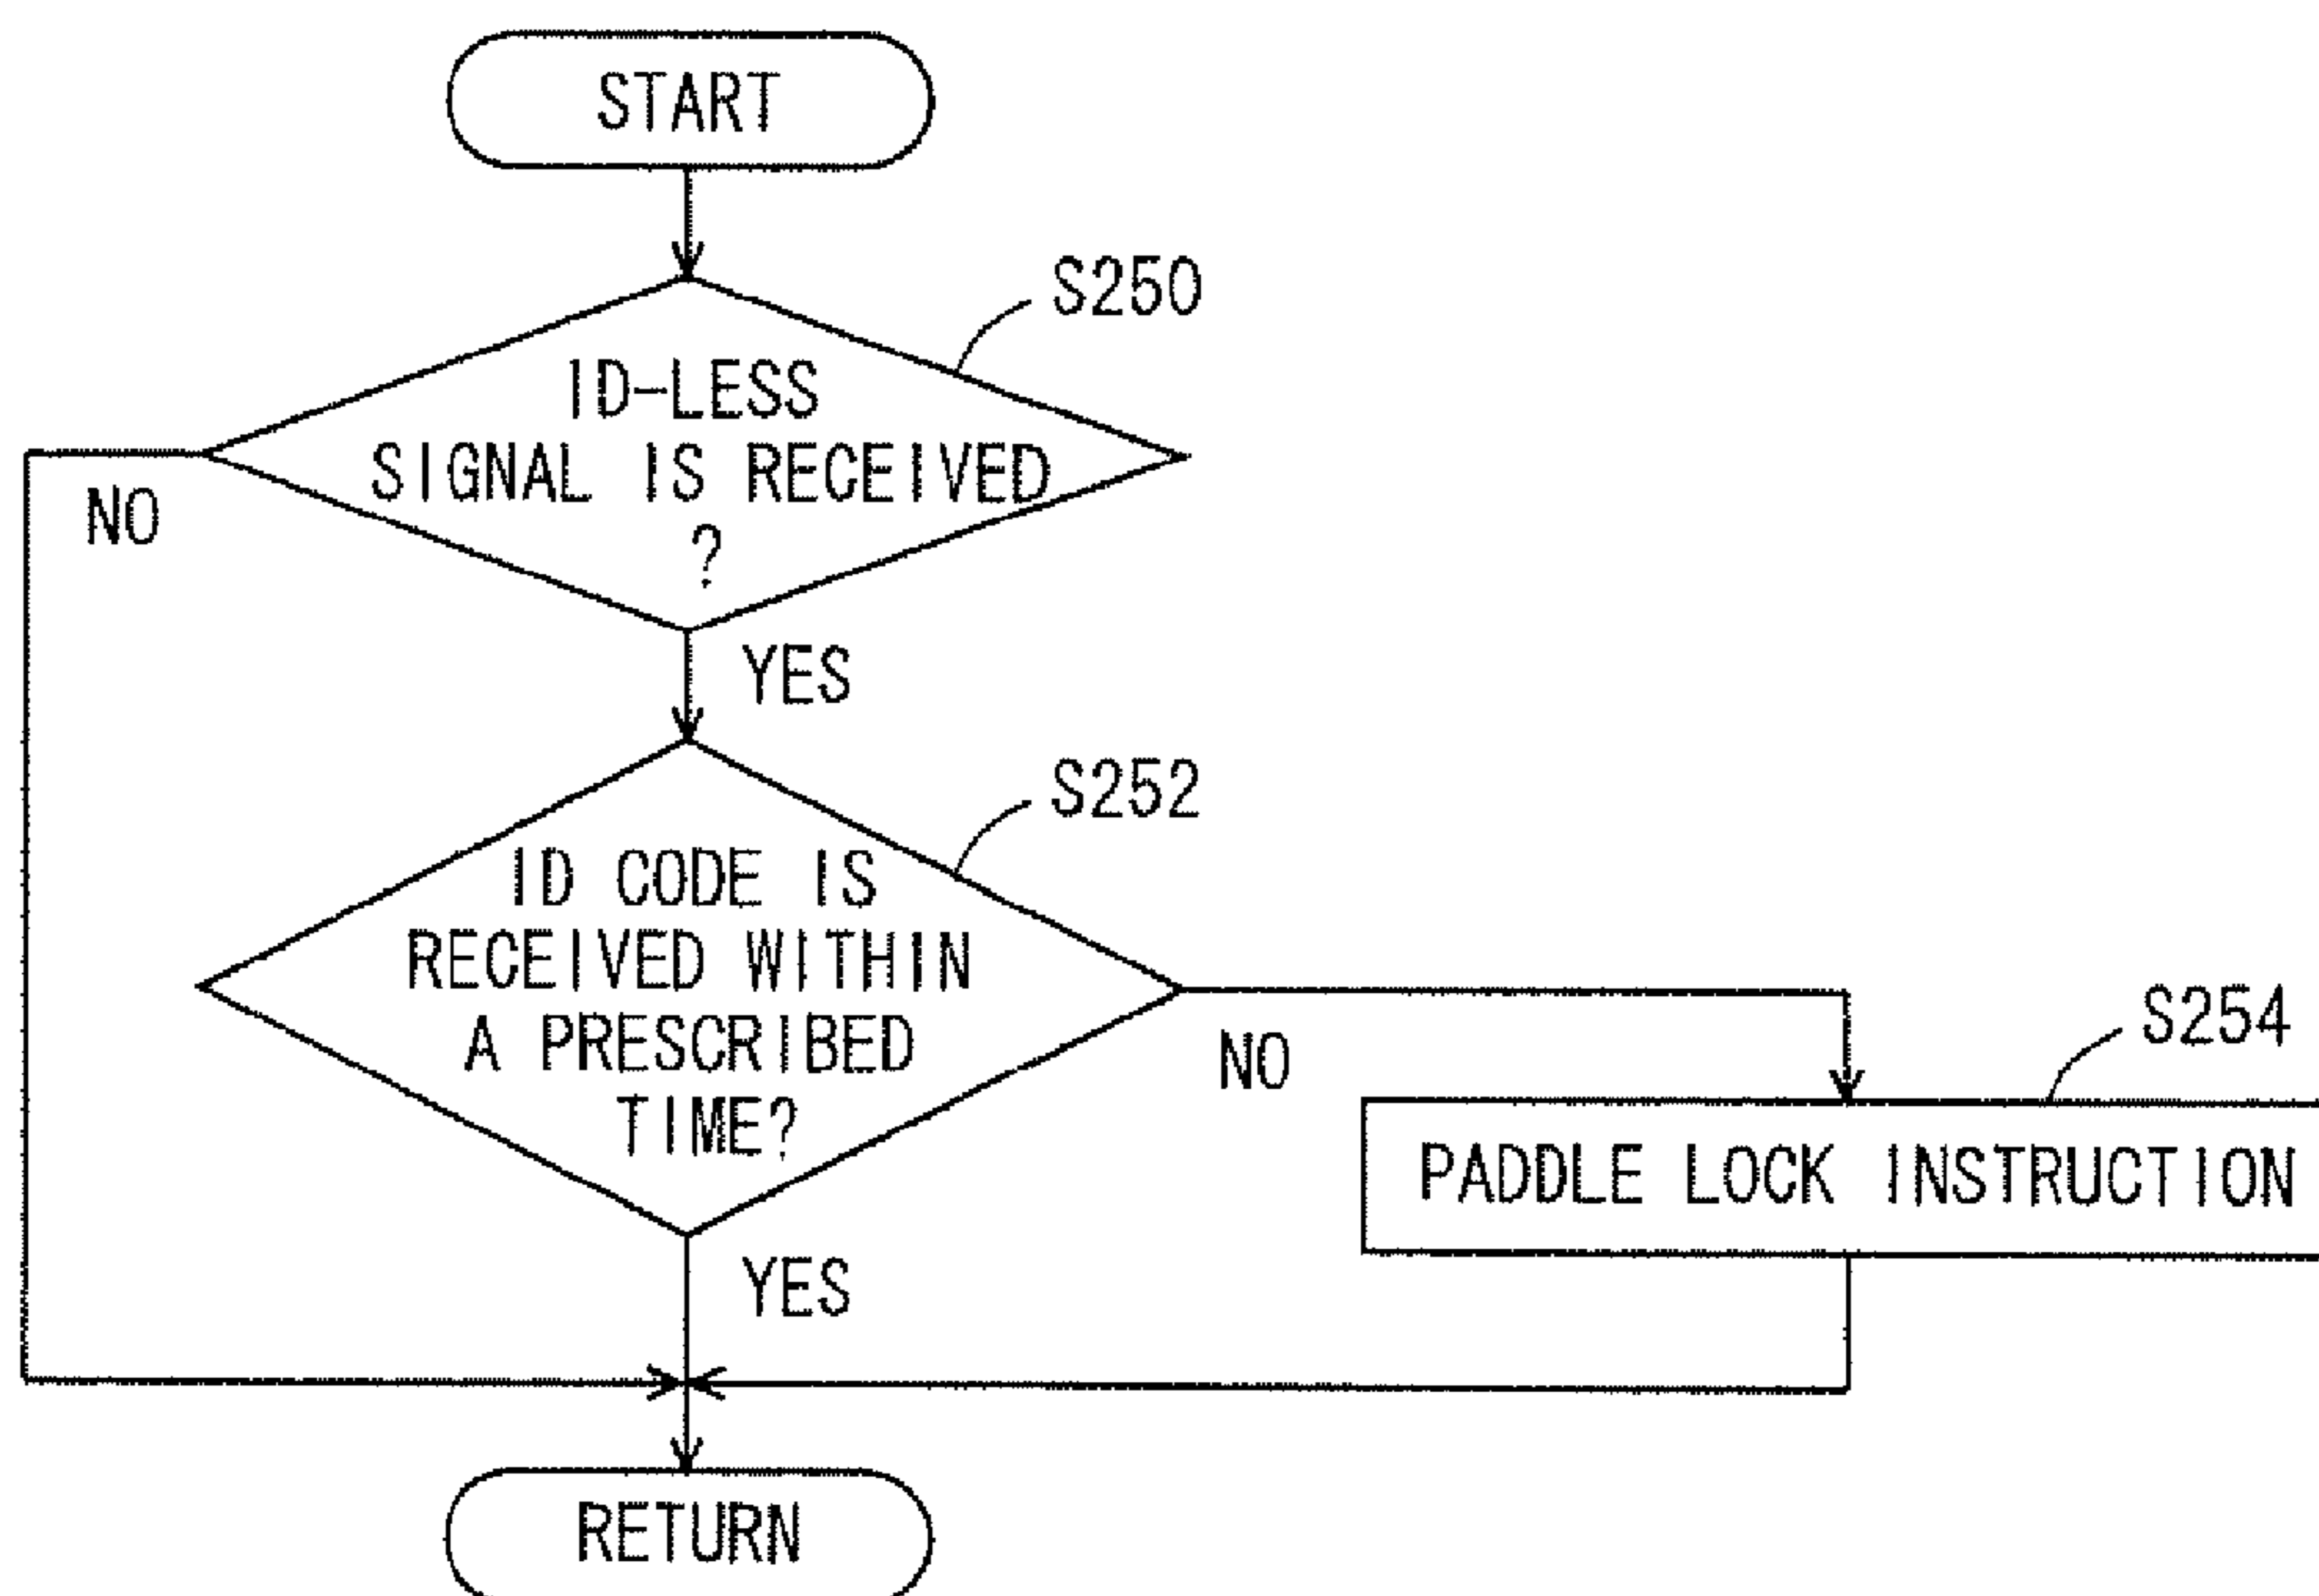 START
S250
ID-LESS
SIGNAL IS RECEIVED
?
NO
YES
S252
ID CODE IS
RECEIVED WITHIN
A PRESCRIBED
TIME?
NO
S254
PADDLE LOCK INSTRUCTION
YES
RETURN